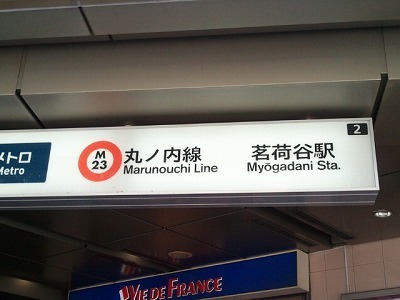 2
メトロ
Metro
M
23
丸ノ内線
Marunouchi Line
茗荷谷駅
Myōgadani Sta.
VIE DE FRANCE